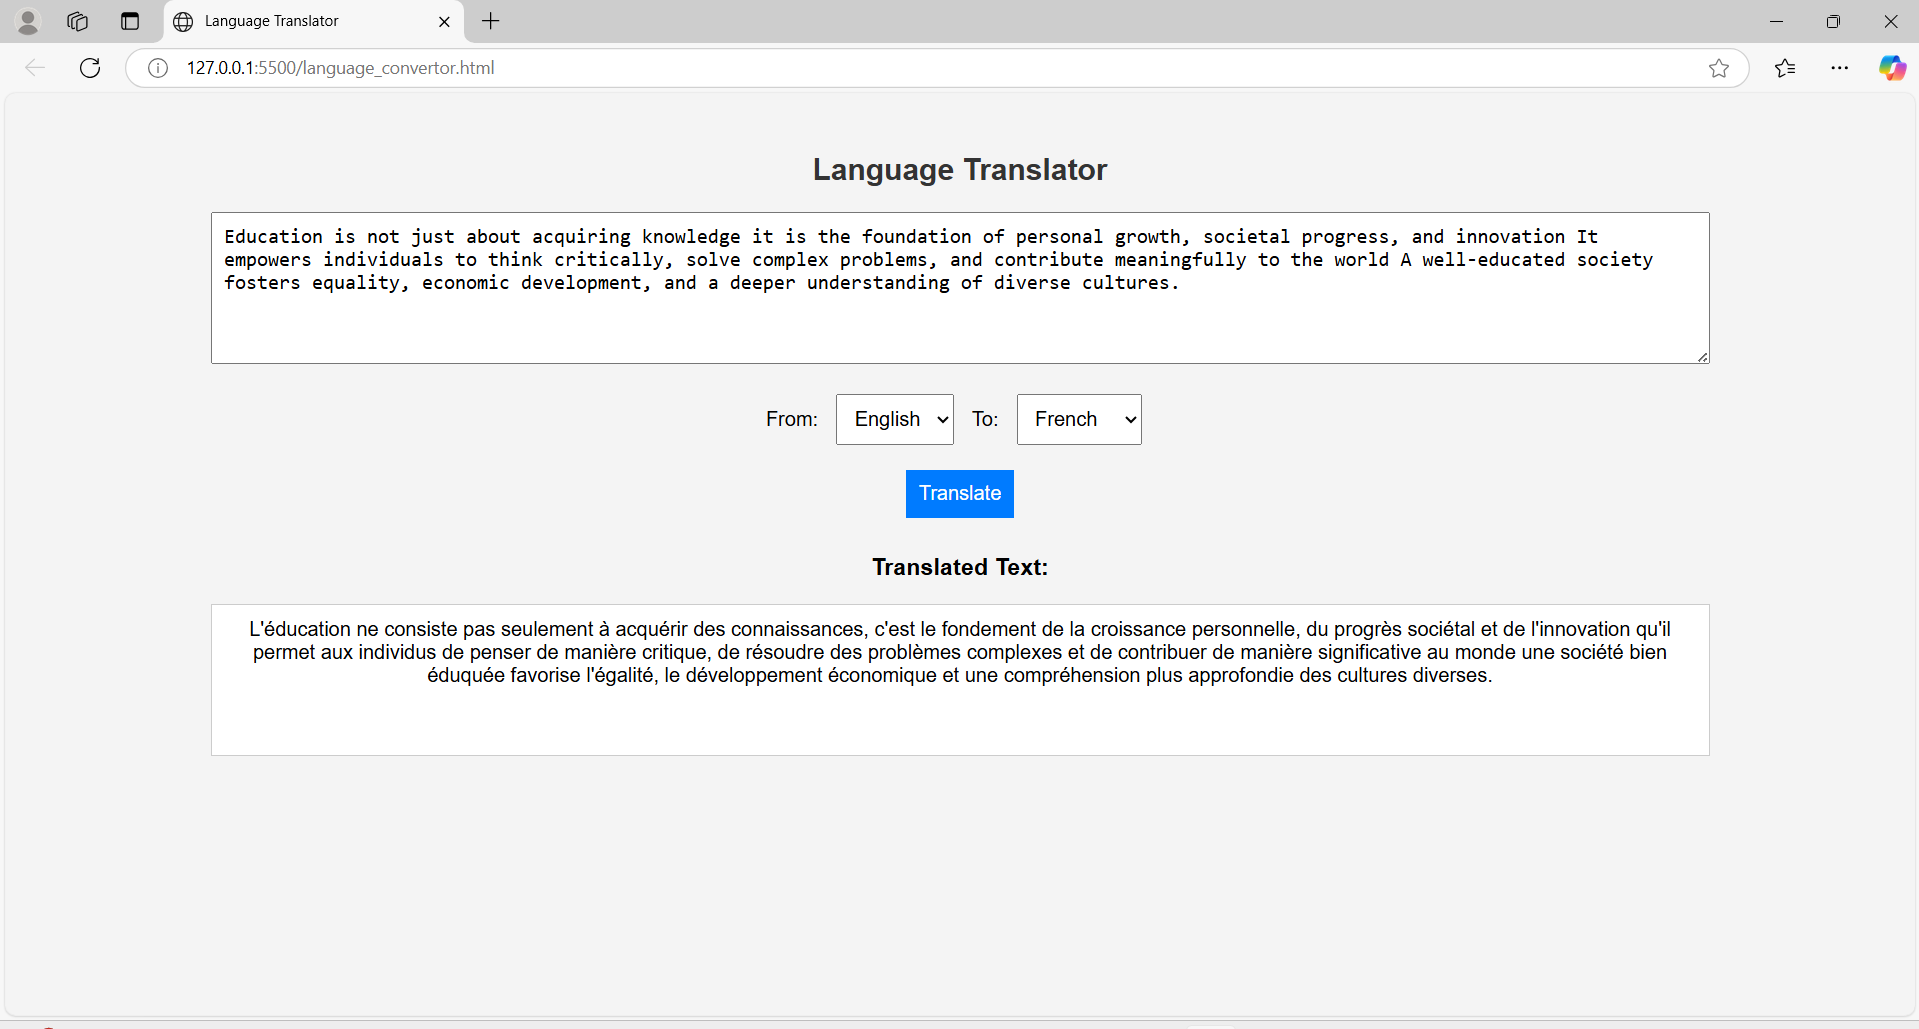 Language Translator
127.0.0.1:5500/language_convertor.html
Language Translator
Education is not just about acquiring knowledge it is the foundation of personal growth, societal progress, and innovation It
empowers individuals to think critically, solve complex problems, and contribute meaningfully to the world A well-educated society
fosters equality, economic development, and a deeper understanding of diverse cultures.
From: English To: French
Translate
Translated Text:
L'éducation ne consiste pas seulement à acquérir des connaissances, c'est le fondement de la croissance personnelle, du progrès sociétal et de l'innovation qu'il
permet aux individus de penser de manière critique, de résoudre des problèmes complexes et de contribuer de manière significative au monde une société bien
éduquée favorise l'égalité, le développement économique et une compréhension plus approfondie des cultures diverses.